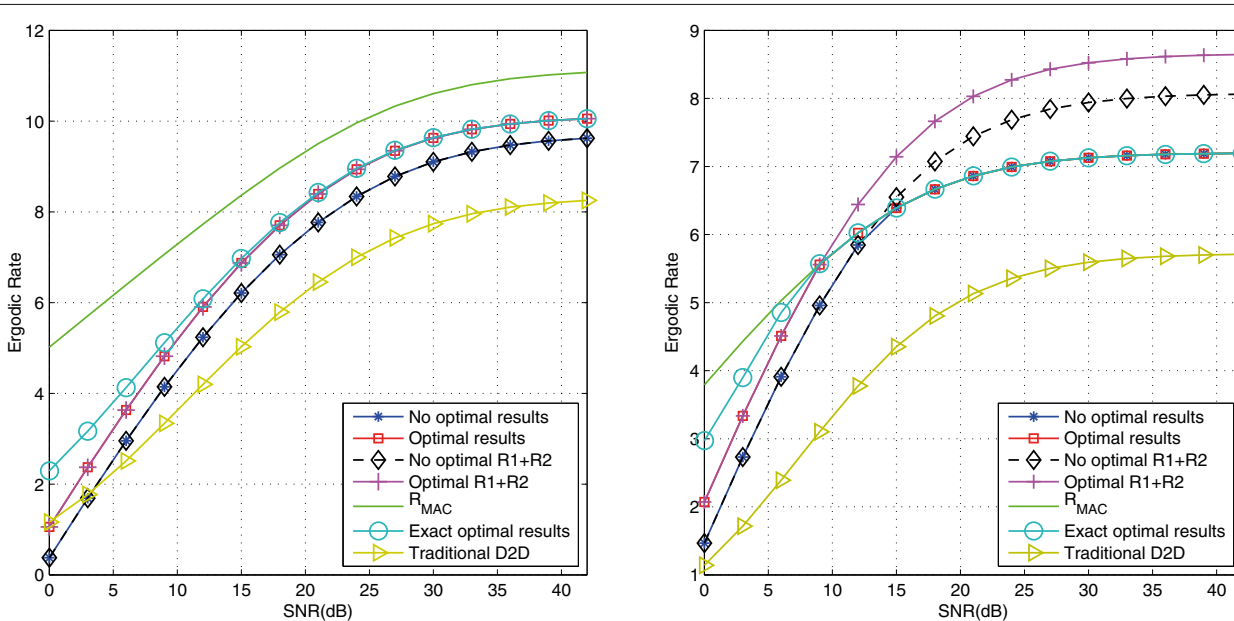 12
10
8
6
4
2
0
Ergodic Rate
0 5 10 15 20 25 30 35 40
SNR(dB)
No optimal results
Optimal results
No optimal R1+R2
Optimal R1+R2
R_MAC
Exact optimal results
Traditional D2D
9
8
7
6
5
4
3
2
1
Ergodic Rate
0 5 10 15 20 25 30 35 40
SNR(dB)
No optimal results
Optimal results
No optimal R1+R2
Optimal R1+R2
R_MAC
Exact optimal results
Traditional D2D